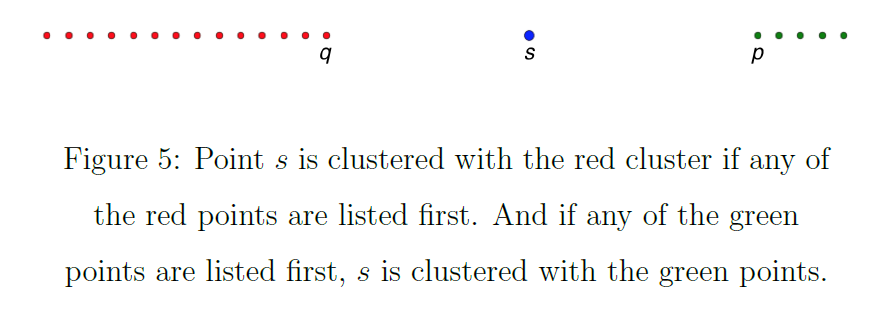 q s p
Figure 5: Point s is clustered with the red cluster if any of
the red points are listed first. And if any of the green
points are listed first, s is clustered with the green points.